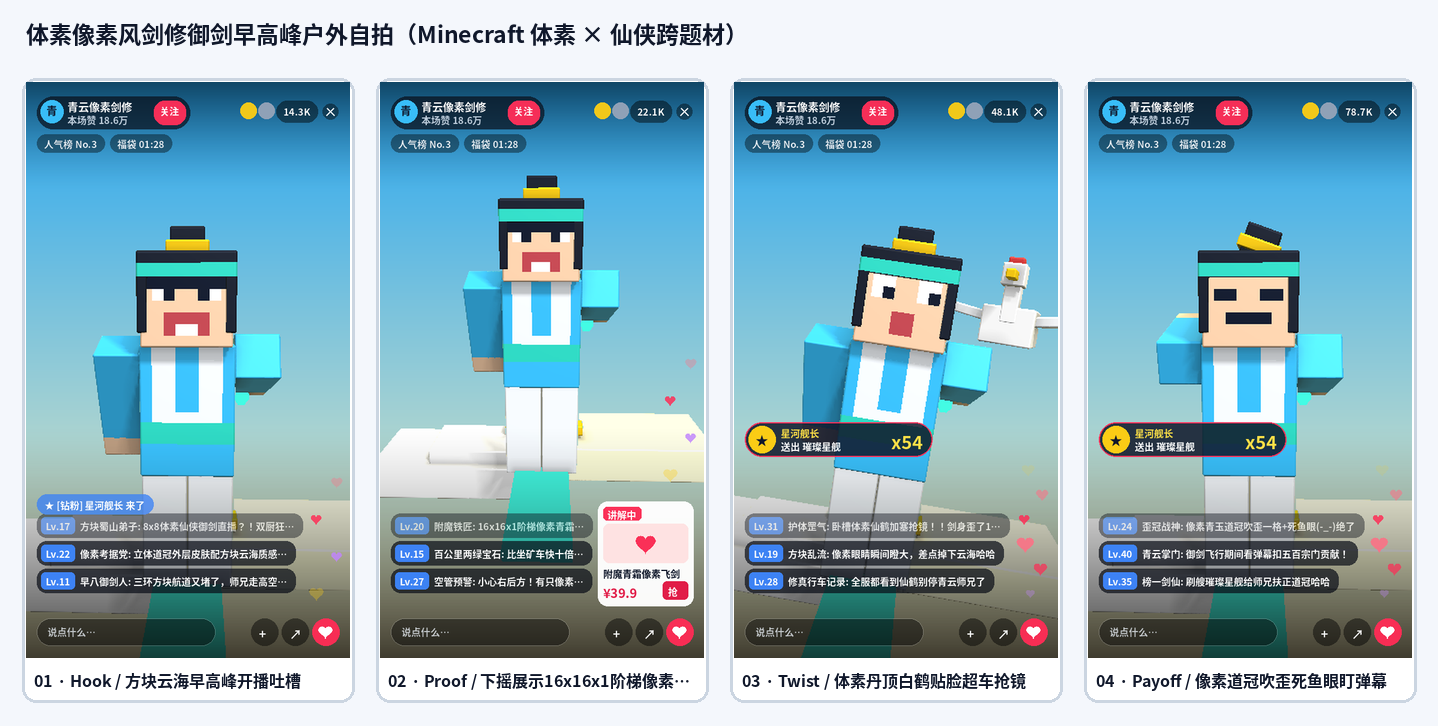 体素像素风剑修御剑早高峰户外自拍（Minecraft 体素 × 仙侠跨题材）
青
青云像素剑修
本场赞 18.6万
关注
14.3K
×
人气榜 No.3
福袋 01:28
★ [钻粉] 星河舰长 来了
Lv.17 方块蜀山弟子: 8x8体素仙侠御剑直播？！双厨狂…
Lv.22 像素考据党: 立体道冠外层皮肤配方块云海质感…
Lv.11 早八御剑人: 三环方块航道又堵了，师兄走高空…
说点什么…
+
↗
01 · Hook / 方块云海早高峰开播吐槽
青
青云像素剑修
本场赞 18.6万
关注
22.1K
×
人气榜 No.3
福袋 01:28
Lv.20 附魔铁匠: 16x16x1阶梯像素青霜…
Lv.15 百公里两绿宝石: 比坐矿车快十倍…
Lv.27 空管预警: 小心右后方！有只像素…
讲解中
附魔青霜像素飞剑
¥39.9
抢
说点什么…
+
↗
02 · Proof / 下摇展示16x16x1阶梯像素…
青
青云像素剑修
本场赞 18.6万
关注
48.1K
×
人气榜 No.3
福袋 01:28
★
星河舰长
送出 璀璨星舰
x54
Lv.31 护体罡气: 卧槽体素仙鹤加塞抢镜！！剑身歪了1…
Lv.19 方块乱流: 像素眼睛瞬间瞪大，差点掉下云海哈哈
Lv.28 修真行车记录: 全服都看到仙鹤别停青云师兄了
说点什么…
+
↗
03 · Twist / 体素丹顶白鹤贴脸超车抢镜
青
青云像素剑修
本场赞 18.6万
关注
78.7K
×
人气榜 No.3
福袋 01:28
★
星河舰长
送出 璀璨星舰
x54
Lv.24 歪冠战神: 像素青玉道冠吹歪一格+死鱼眼(-_-)绝了
Lv.40 青云掌门: 御剑飞行期间看弹幕扣五百宗门贡献！
Lv.35 榜一剑仙: 刷艘璀璨星舰给师兄扶正道冠哈哈
说点什么…
+
↗
04 · Payoff / 像素道冠吹歪死鱼眼盯弹幕